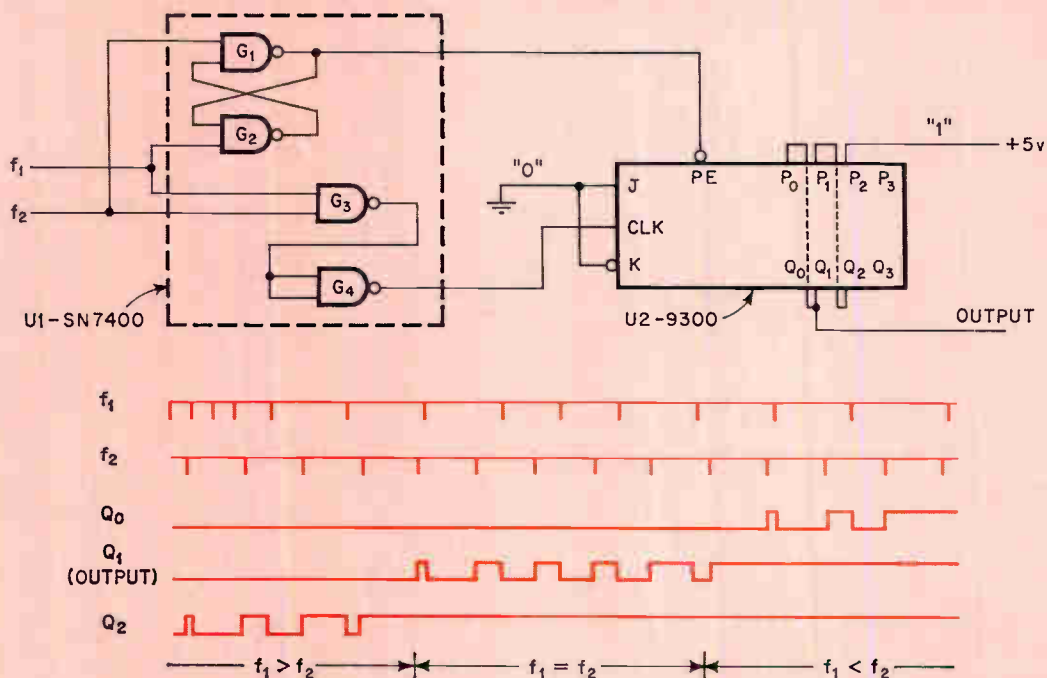 G1
G2
G3
G4
f1
f2
U1-SN7400
"0"
"1"
+5v
J
PE
P0 P1 P2 P3
CLK
K
Q0 Q1 Q2 Q3
U2-9300
OUTPUT
f1
f2
Q0
Q1
(OUTPUT)
Q2
f1 > f2
f1 = f2
f1 < f2